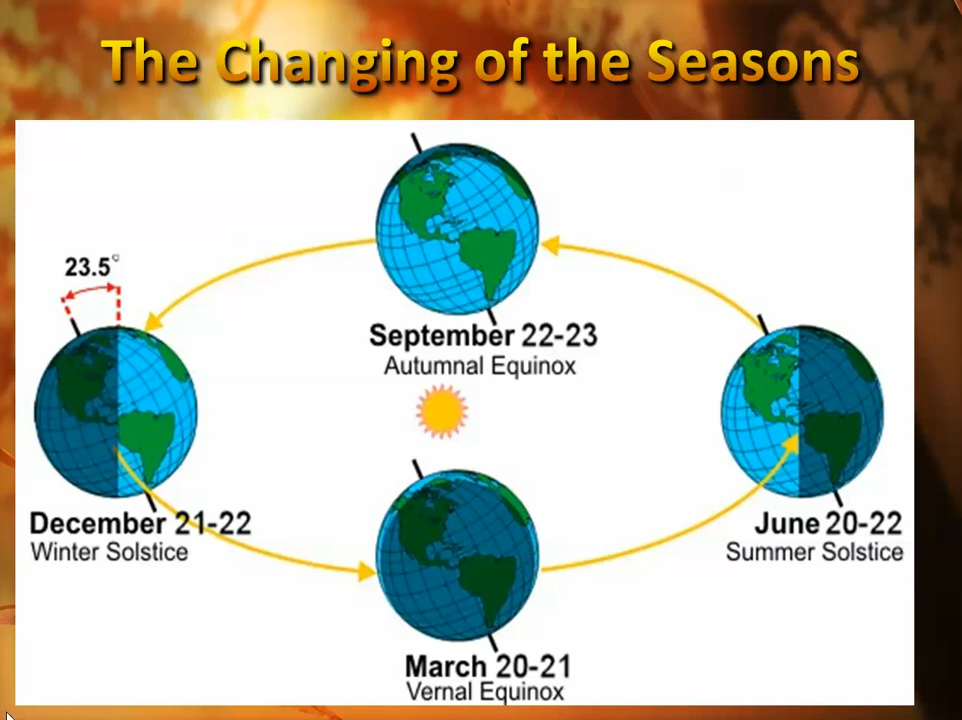 The Changing of the Seasons
23.5°
September 22-23
Autumnal Equinox
December 21-22
Winter Solstice
June 20-22
Summer Solstice
March 20-21
Vernal Equinox